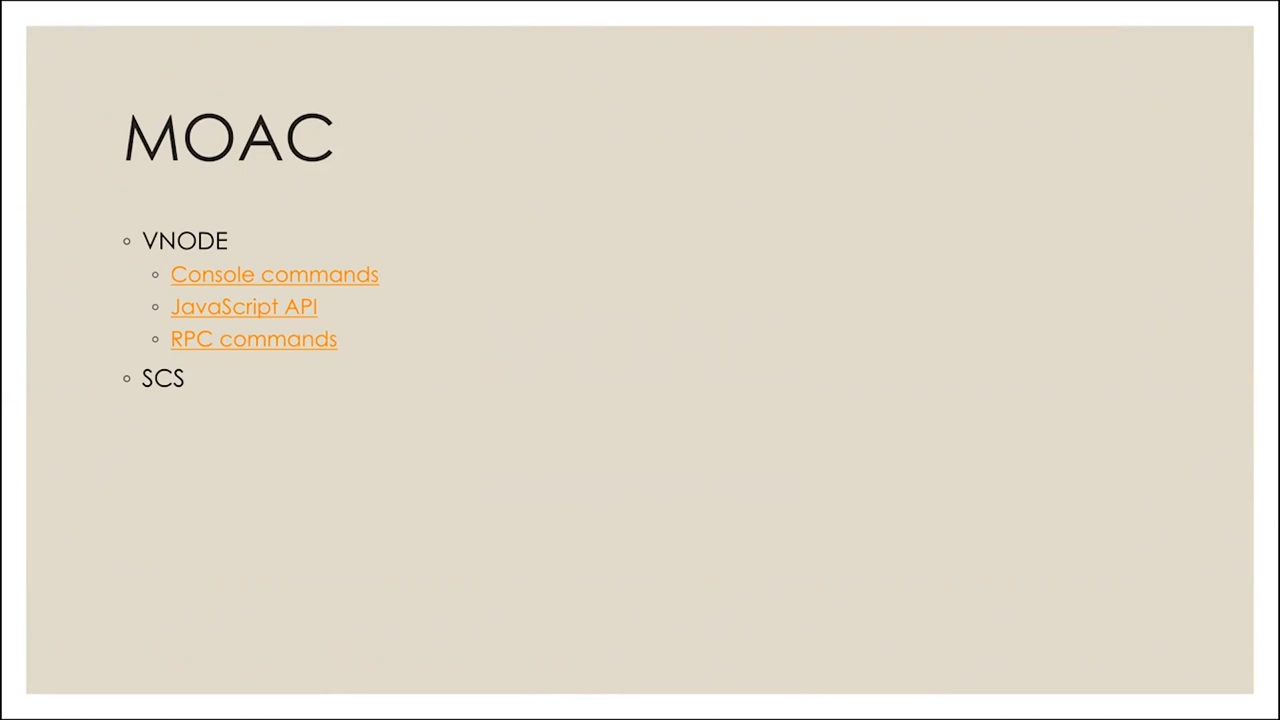 MOAC
VNODE
Console commands
JavaScript API
RPC commands
SCS